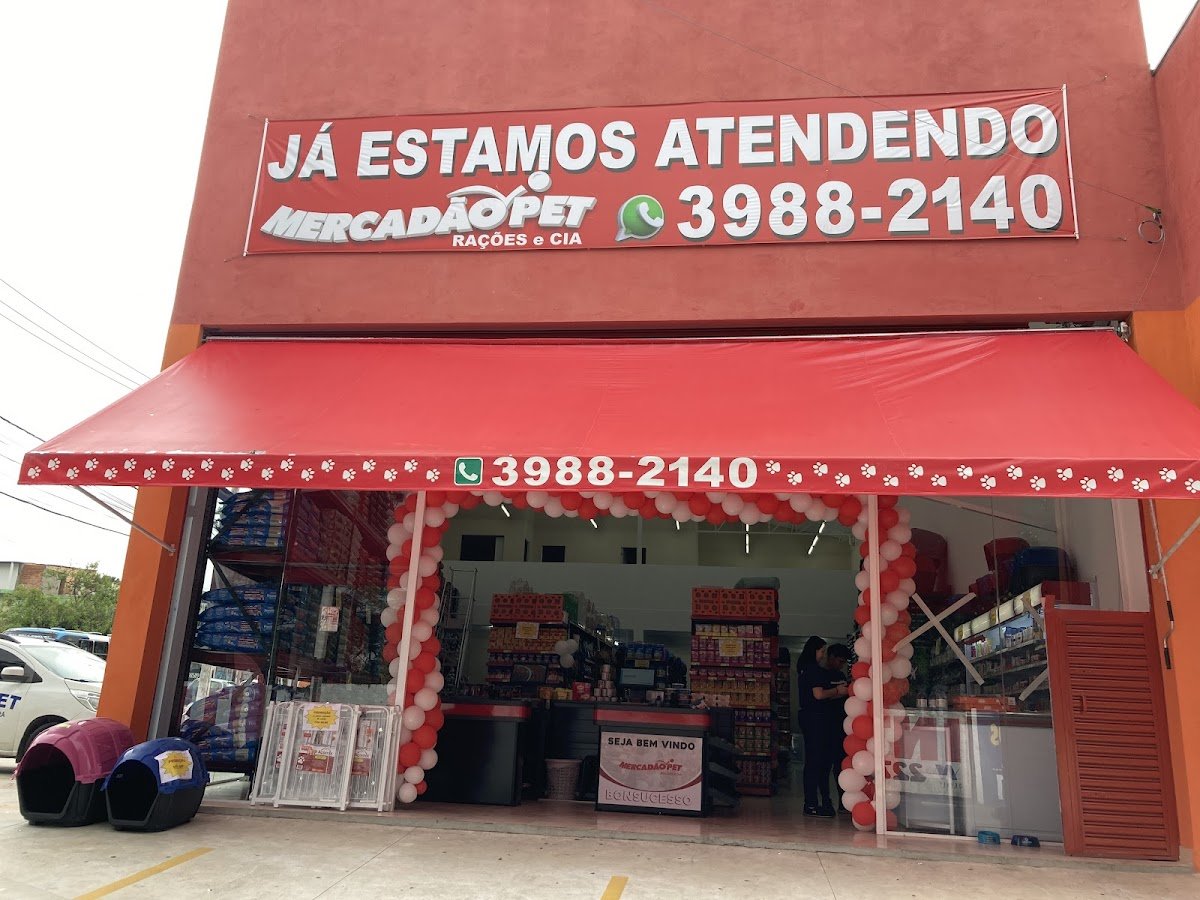 JÁ ESTAMOS ATENDENDO
MERCADÃO PET
RAÇÕES e CIA
3988-2140
3988-2140
SEJA BEM VINDO
MERCADÃO PET
BONSUCESSO